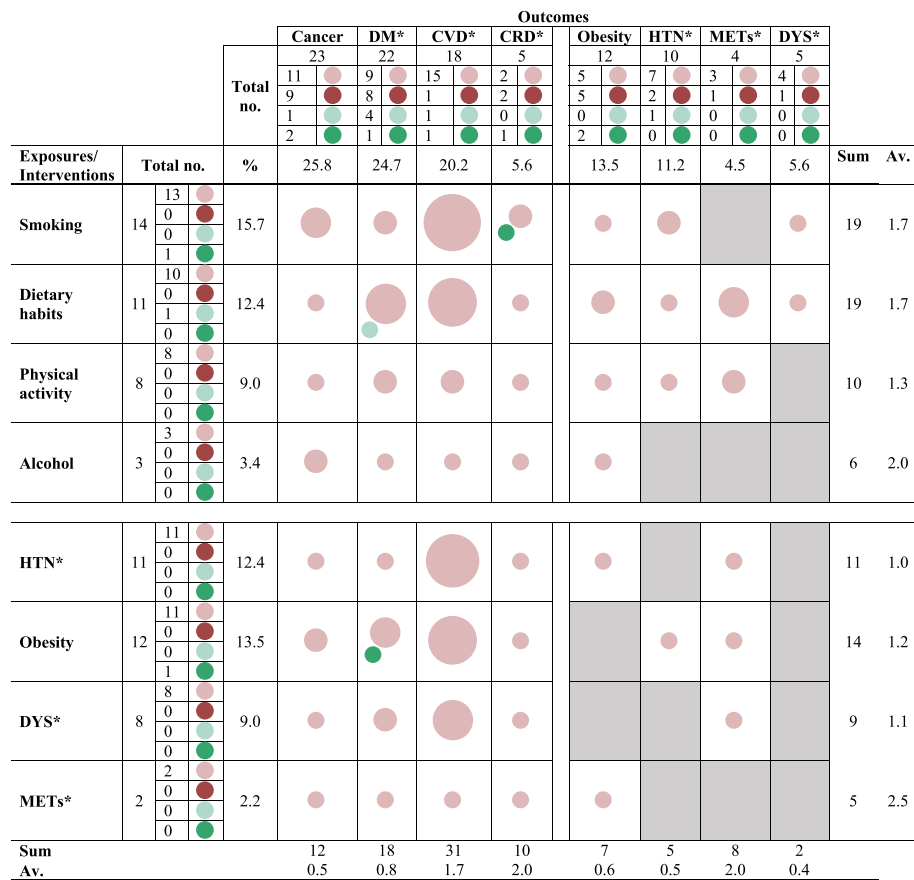 Outcomes
Cancer DM* CVD* CRD* Obesity HTN* METs* DYS*
23 22 18 5 12 10 4 5
Total no.
11 9 15 2 5 7 3 4
9 8 1 2 5 2 1 1
1 4 1 0 0 1 0 0
2 1 1 1 2 0 0 0
Exposures/ Interventions Total no. % 25.8 24.7 20.2 5.6 13.5 11.2 4.5 5.6 Sum Av.
13
0
Smoking 14 15.7 19 1.7
0
1
10
0
Dietary habits 11 12.4 19 1.7
1
0
8
0
Physical activity 8 9.0 10 1.3
0
0
3
0
Alcohol 3 3.4 6 2.0
0
0
11
0
HTN* 11 12.4 11 1.0
0
0
11
0
Obesity 12 13.5 14 1.2
0
1
8
0
DYS* 8 9.0 9 1.1
0
0
2
0
METs* 2 2.2 5 2.5
0
0
Sum 12 18 31 10 7 5 8 2
Av. 0.5 0.8 1.7 2.0 0.6 0.5 2.0 0.4